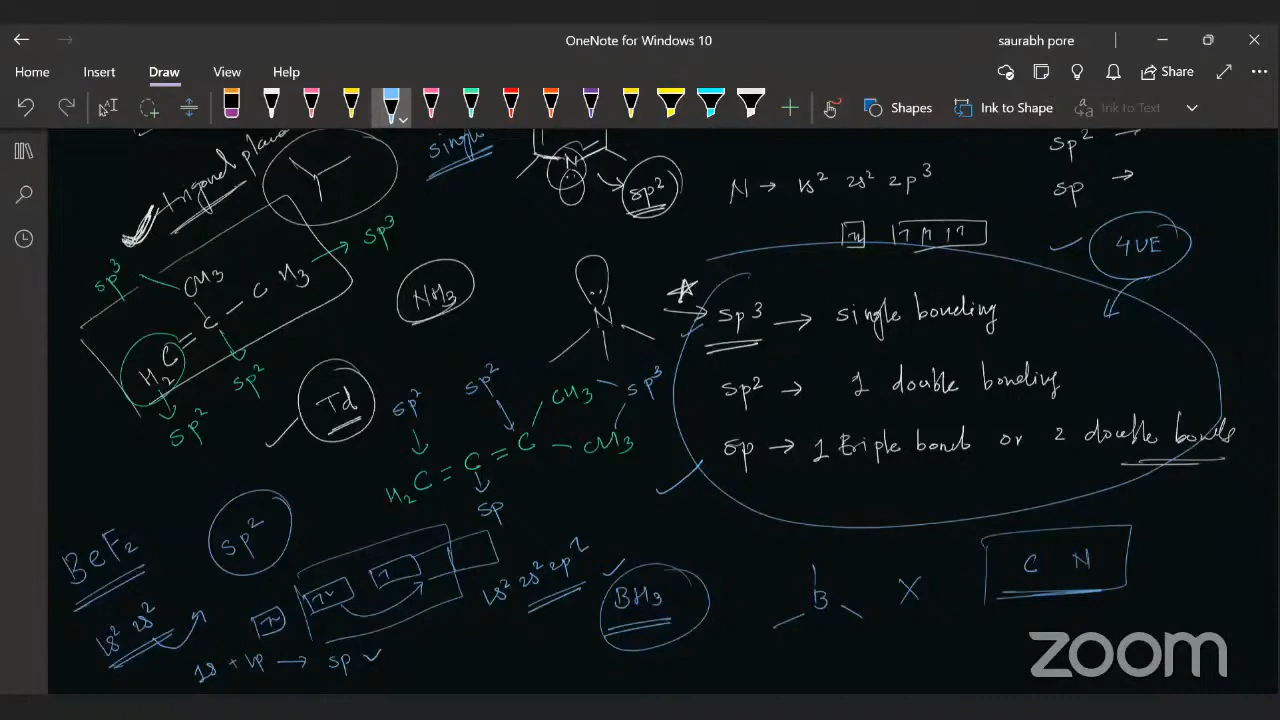 OneNote for Windows 10
saurabh pore
Home Insert Draw View Help
Share
Shapes
Ink to Shape
Ink to Text
Trigonal
single
N
sp2
N → 1s2 2s2 2p3
sp2 →
sp →
4VE
sp3
CH3
sp3
C H3
C
H2 C
sp2
sp2
NH3
N
sp3 → single bonding
sp2 → 1 double bonding
sp → 1 triple bond or 2 double bonds
Td
sp2
sp2
CH3
sp3
H2C = C = C – CH3
sp
BeF2
sp2
1s2 2s2
1s + 1p → sp
1s2 2s2 2p1
BH3
B
X
C N
zoom